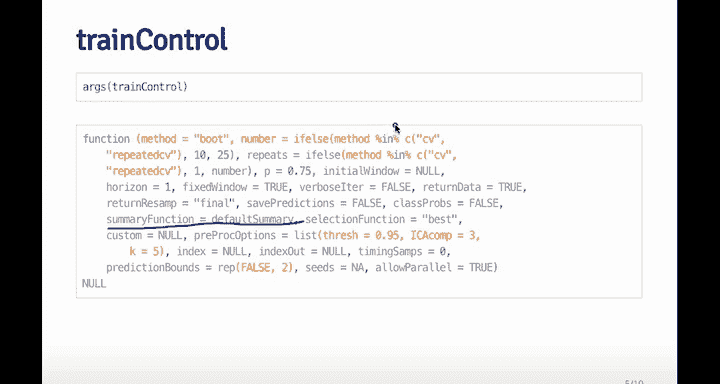 trainControl
args(trainControl)
function (method = "boot", number = ifelse(method %in% c("cv",
"repeatedcv"), 10, 25), repeats = ifelse(method %in% c("cv",
"repeatedcv"), 1, number), p = 0.75, initialWindow = NULL,
horizon = 1, fixedWindow = TRUE, verboseIter = FALSE, returnData = TRUE,
returnResamp = "final", savePredictions = FALSE, classProbs = FALSE,
summaryFunction = defaultSummary, selectionFunction = "best",
custom = NULL, preProcOptions = list(thresh = 0.95, ICAcomp = 3,
k = 5), index = NULL, indexOut = NULL, timingSamps = 0,
predictionBounds = rep(FALSE, 2), seeds = NA, allowParallel = TRUE)
NULL
5/10